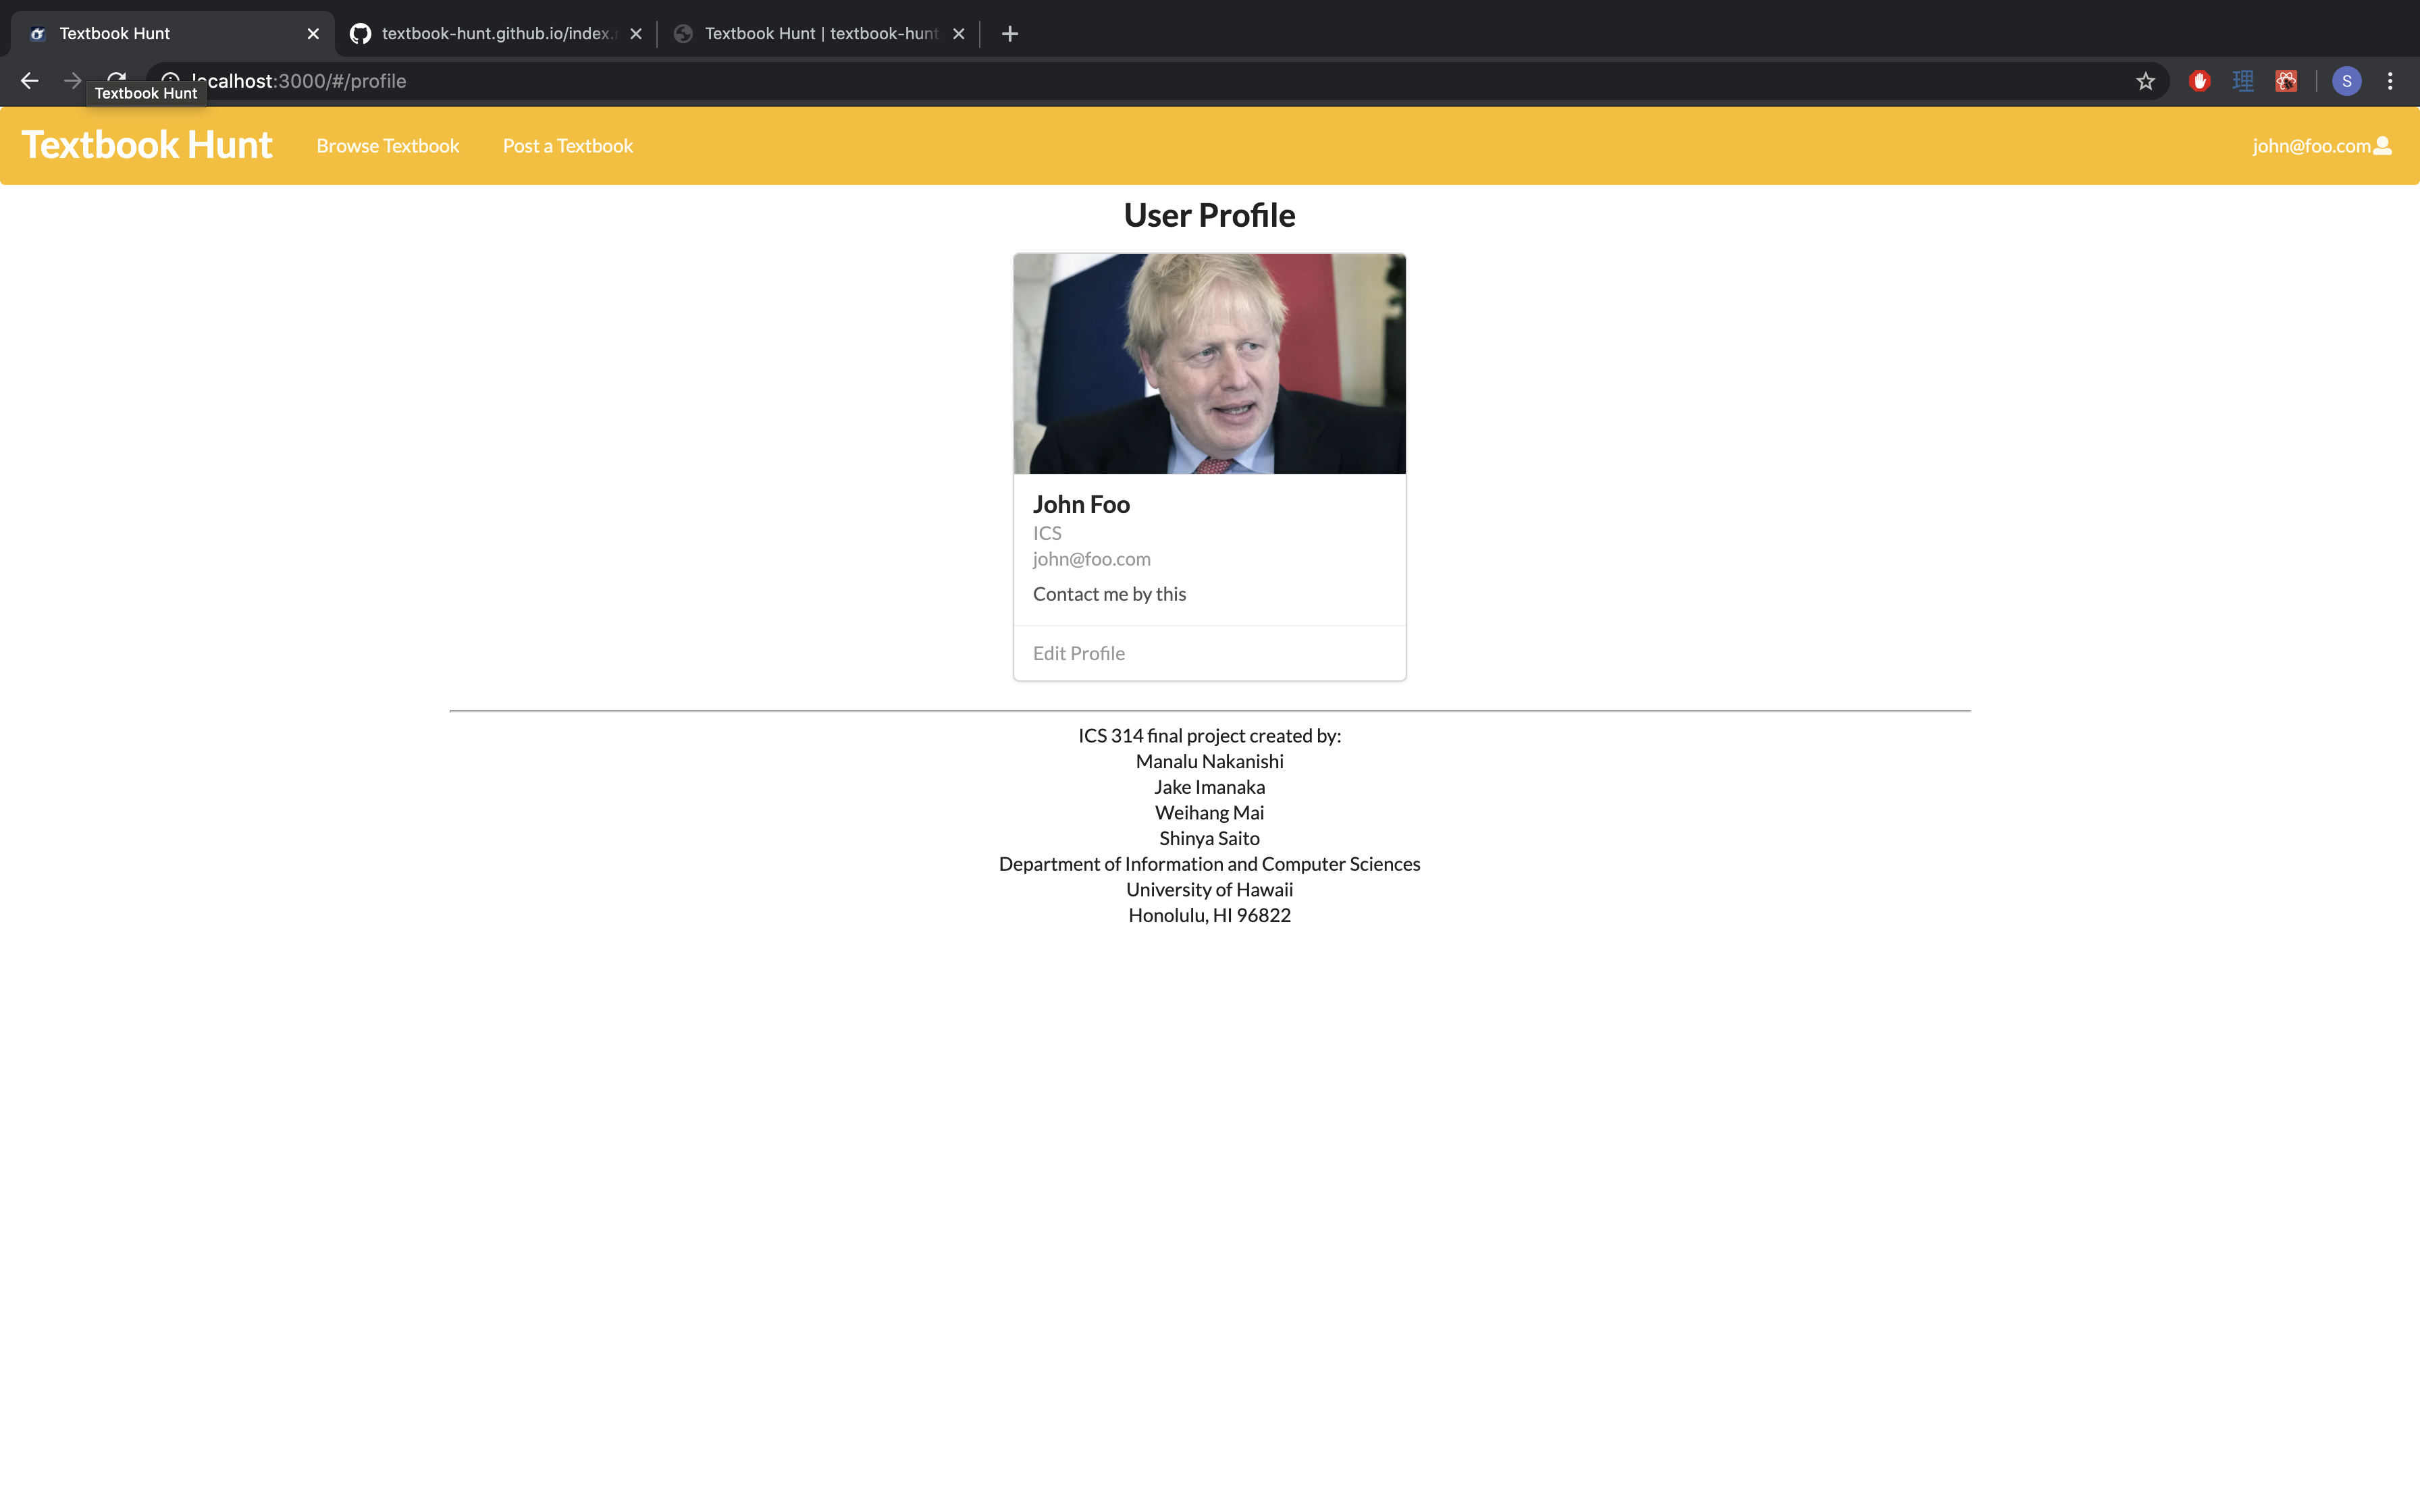 Textbook Hunt
textbook-hunt.github.io/index.
Textbook Hunt | textbook-hunt
localhost:3000/#/profile
S
Textbook Hunt
Textbook Hunt
Browse Textbook
Post a Textbook
john@foo.com
User Profile
John Foo
ICS
john@foo.com
Contact me by this
Edit Profile
ICS 314 final project created by:
Manalu Nakanishi
Jake Imanaka
Weihang Mai
Shinya Saito
Department of Information and Computer Sciences
University of Hawaii
Honolulu, HI 96822